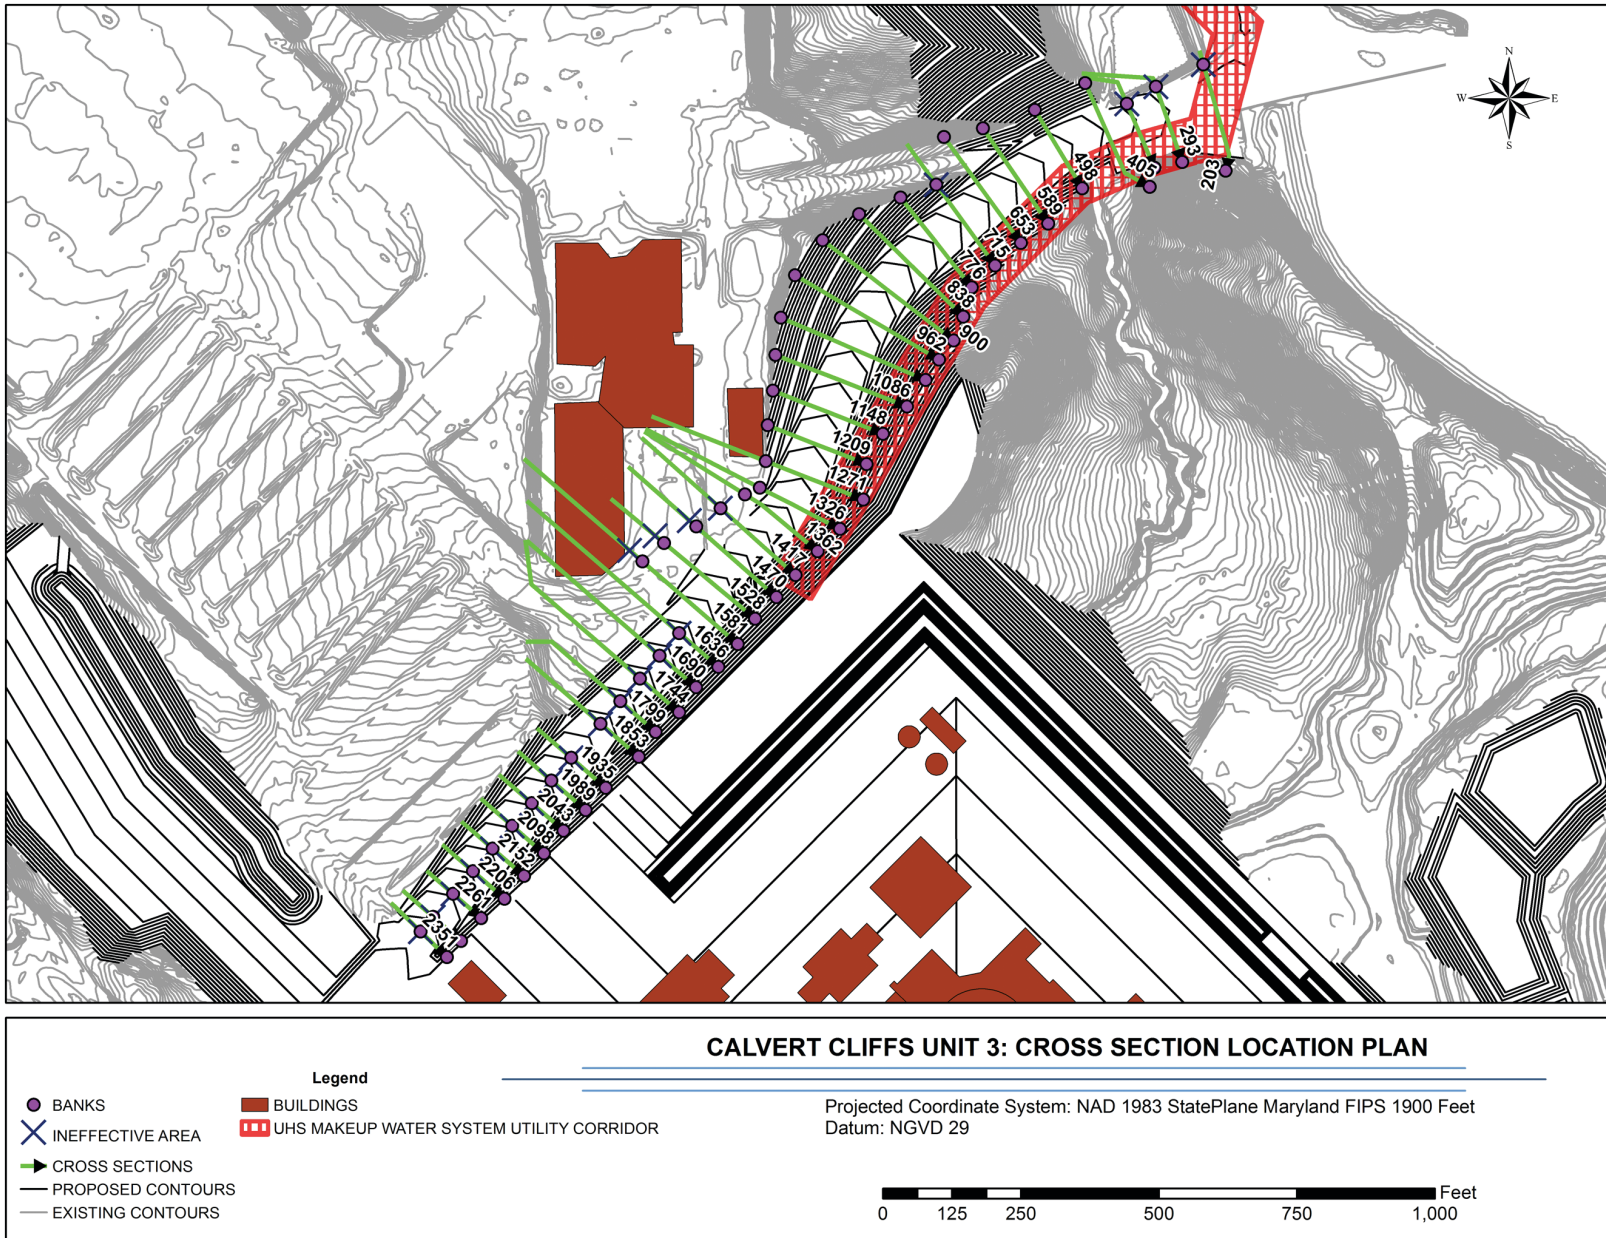 N
W E
S
293
203
405
498
589
653
715
776
838
900
962
1086
1148
1209
1271
1326
1362
1417
1470
1528
1581
1636
1690
1744
1799
1853
1935
1989
2043
2098
2152
2206
2261
2351
CALVERT CLIFFS UNIT 3: CROSS SECTION LOCATION PLAN
Legend
BANKS
INEFFECTIVE AREA
CROSS SECTIONS
PROPOSED CONTOURS
EXISTING CONTOURS
BUILDINGS
UHS MAKEUP WATER SYSTEM UTILITY CORRIDOR
Projected Coordinate System: NAD 1983 StatePlane Maryland FIPS 1900 Feet
Datum: NGVD 29
Feet
0 125 250 500 750 1,000